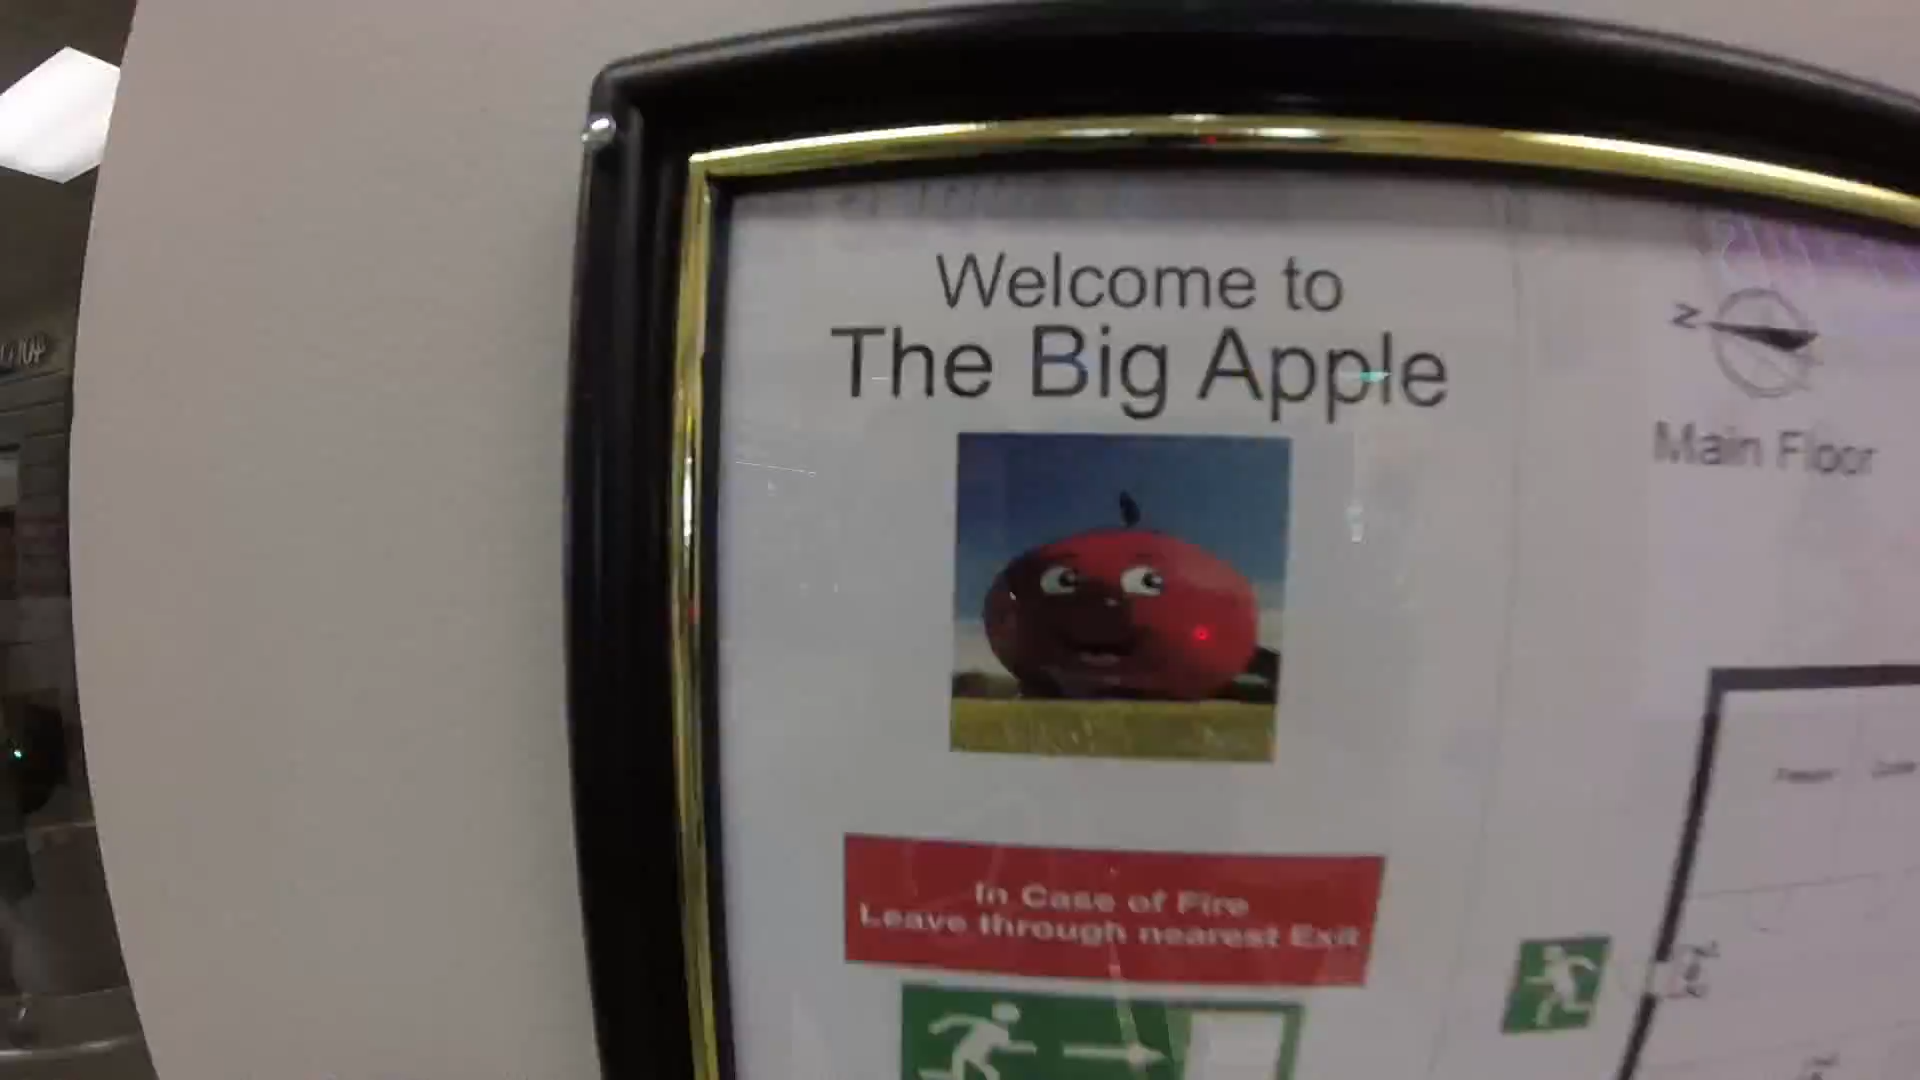 Welcome to
The Big Apple
N
Main Floor
In Case of Fire
Leave through nearest Exit